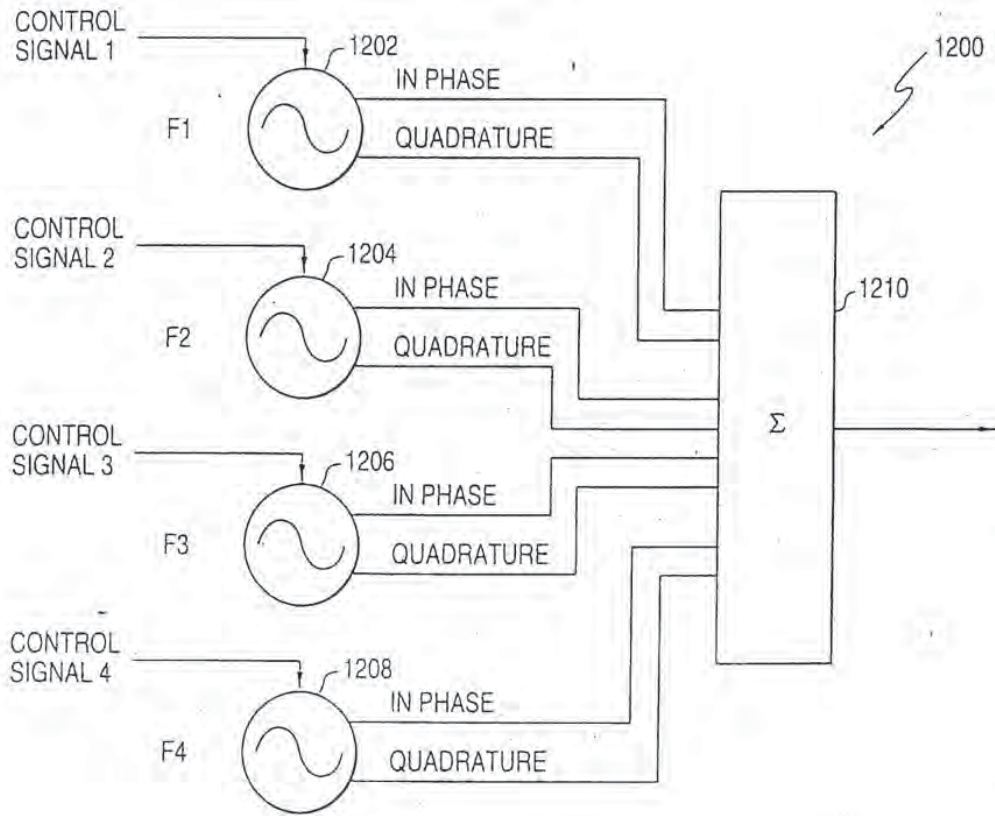 CONTROL
SIGNAL 1
1202
1200
IN PHASE
F1
QUADRATURE
CONTROL
SIGNAL 2
1204
IN PHASE
1210
F2
QUADRATURE
Σ
CONTROL
SIGNAL 3
1206
IN PHASE
F3
QUADRATURE
CONTROL
SIGNAL 4
1208
IN PHASE
F4
QUADRATURE